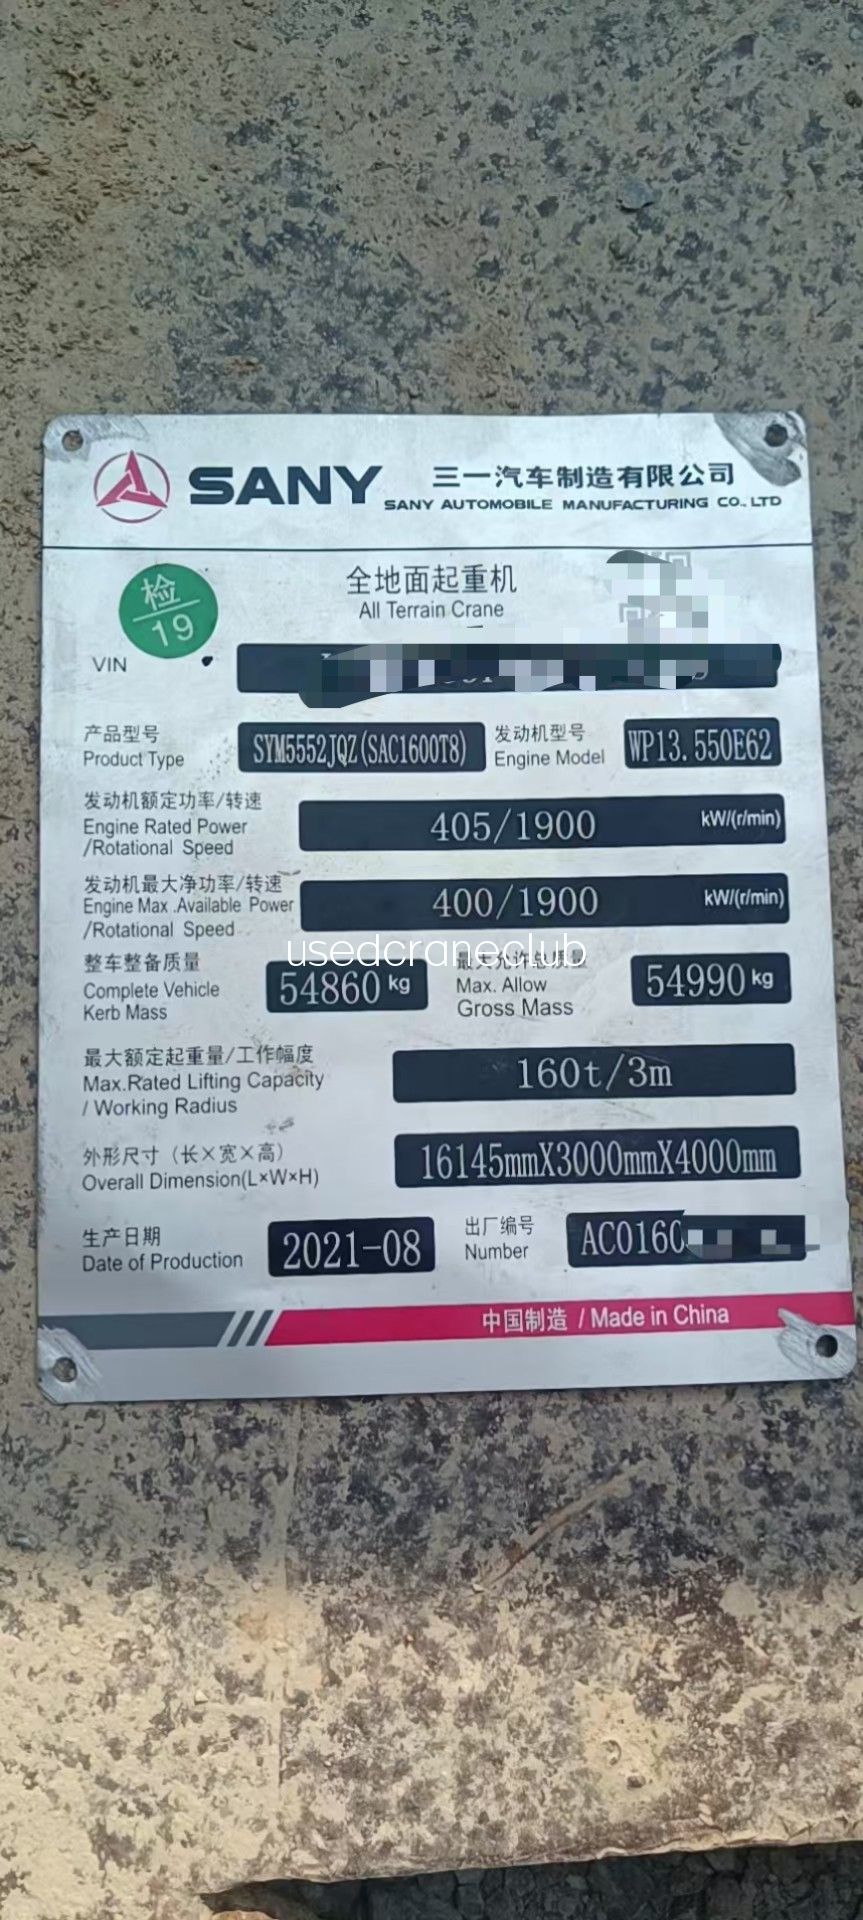 SANY 三一汽车制造有限公司
SANY AUTOMOBILE MANUFACTURING CO., LTD
检
19
全地面起重机
All Terrain Crane
VIN
产品型号
Product Type
SYM5552JQZ(SAC1600T8)
发动机型号
Engine Model
WP13.550E62
发动机额定功率/转速
Engine Rated Power
/Rotational Speed
405/1900 kW/(r/min)
发动机最大净功率/转速
Engine Max .Available Power
/Rotational Speed
400/1900 kW/(r/min)
usedcraneclub
整车整备质量
Complete Vehicle
Kerb Mass
54860 kg
最大允许总质量
Max. Allow
Gross Mass
54990 kg
最大额定起重量/工作幅度
Max.Rated Lifting Capacity
/ Working Radius
160t/3m
外形尺寸（长×宽×高）
Overall Dimension(L×W×H)
16145mmX3000mmX4000mm
生产日期
Date of Production
2021-08
出厂编号
Number
AC0160
中国制造 / Made in China